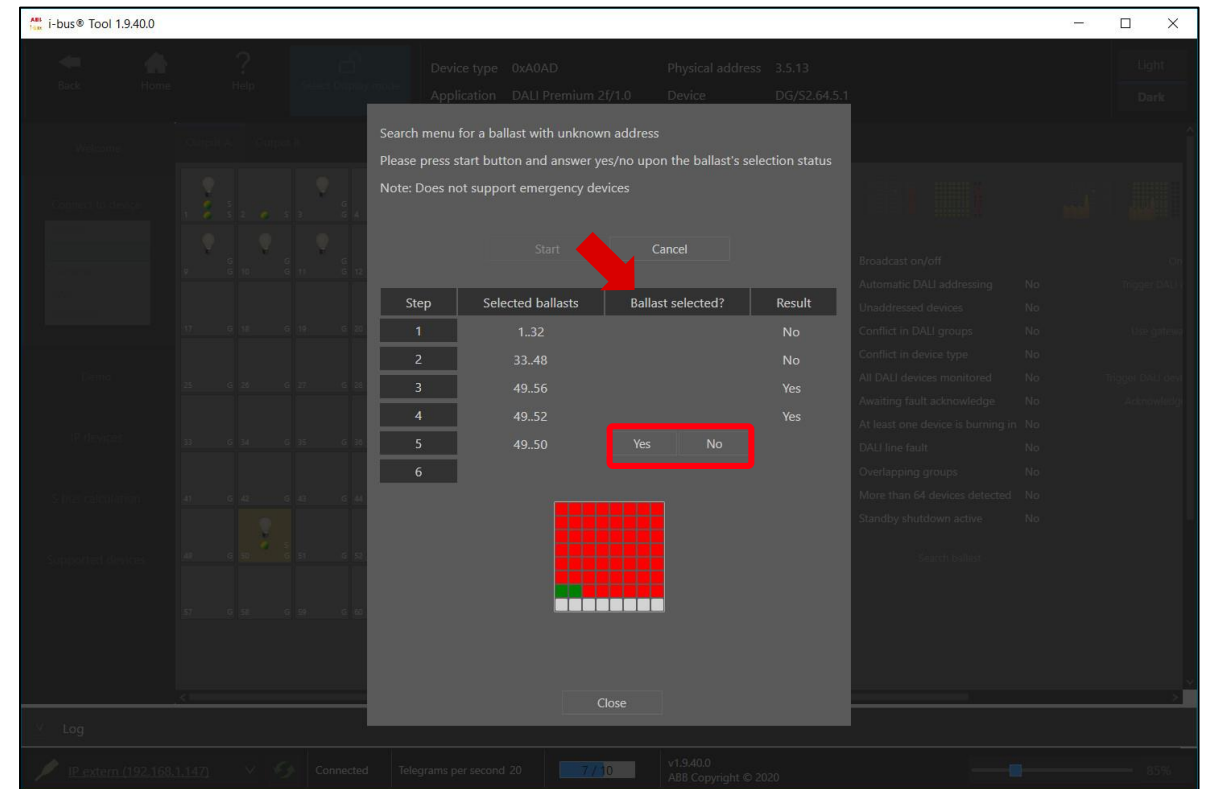 i-bus® Tool 1.9.40.0
Back
Home
Help
Device type 0xA0AD
Physical address 3.5.13
Application DALI Premium 2f/1.0
Device DG/S2.64.5.1
Light
Dark
Welcome
Search menu for a ballast with unknown address
Please press start button and answer yes/no upon the ballast's selection status
Note: Does not support emergency devices
Start
Cancel
Step Selected ballasts Ballast selected? Result
1 1..32 No
2 33..48 No
3 49..56 Yes
4 49..52 Yes
5 49..50 Yes No
6
Close
Broadcast on/off
Automatic DALI addressing No
Unaddressed devices No
Conflict in DALI groups No
Conflict in device type No
All DALI devices monitored No
Awaiting fault acknowledge No
At least one device is burning in No
DALI line fault No
Overlapping groups No
More than 64 devices detected No
Standby shutdown active No
Search ballast
Log
IP extern (192.168.1.147)
Connected
Telegrams per second 20
7 / 10
v1.9.40.0
ABB Copyright © 2020
85%